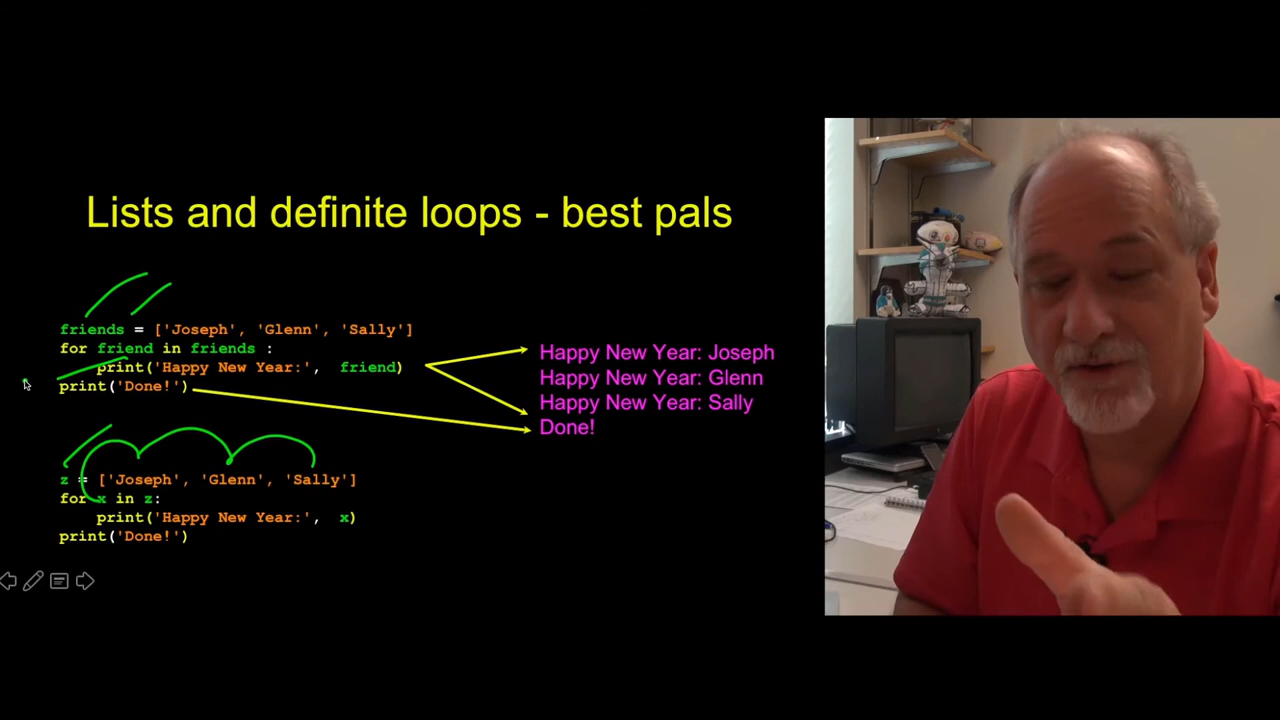 Lists and definite loops - best pals
friends = ['Joseph', 'Glenn', 'Sally']
for friend in friends :
    print('Happy New Year:',  friend)
print('Done!')
Happy New Year: Joseph
Happy New Year: Glenn
Happy New Year: Sally
Done!
z = ['Joseph', 'Glenn', 'Sally']
for x in z:
    print('Happy New Year:',  x)
print('Done!')